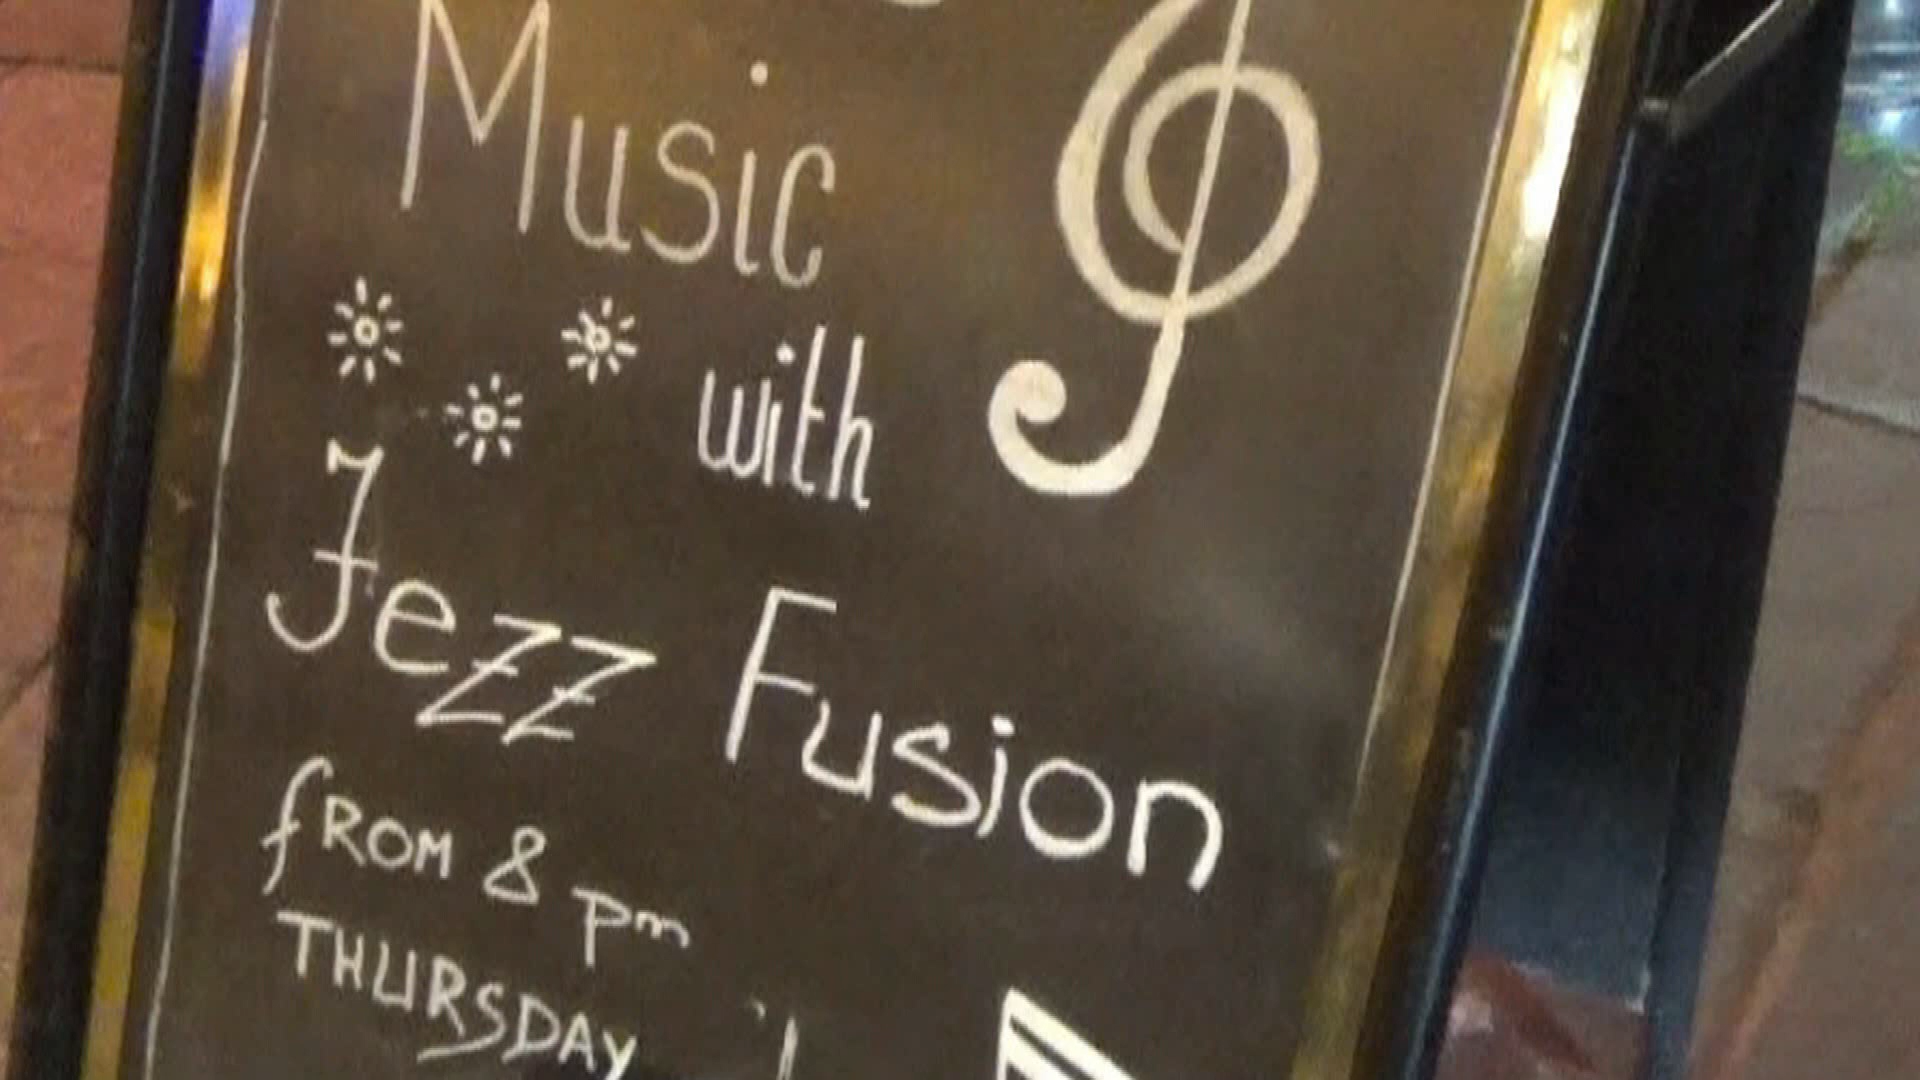 Music
with
Jezz Fusion
fROM 8 pm
THURSDAY